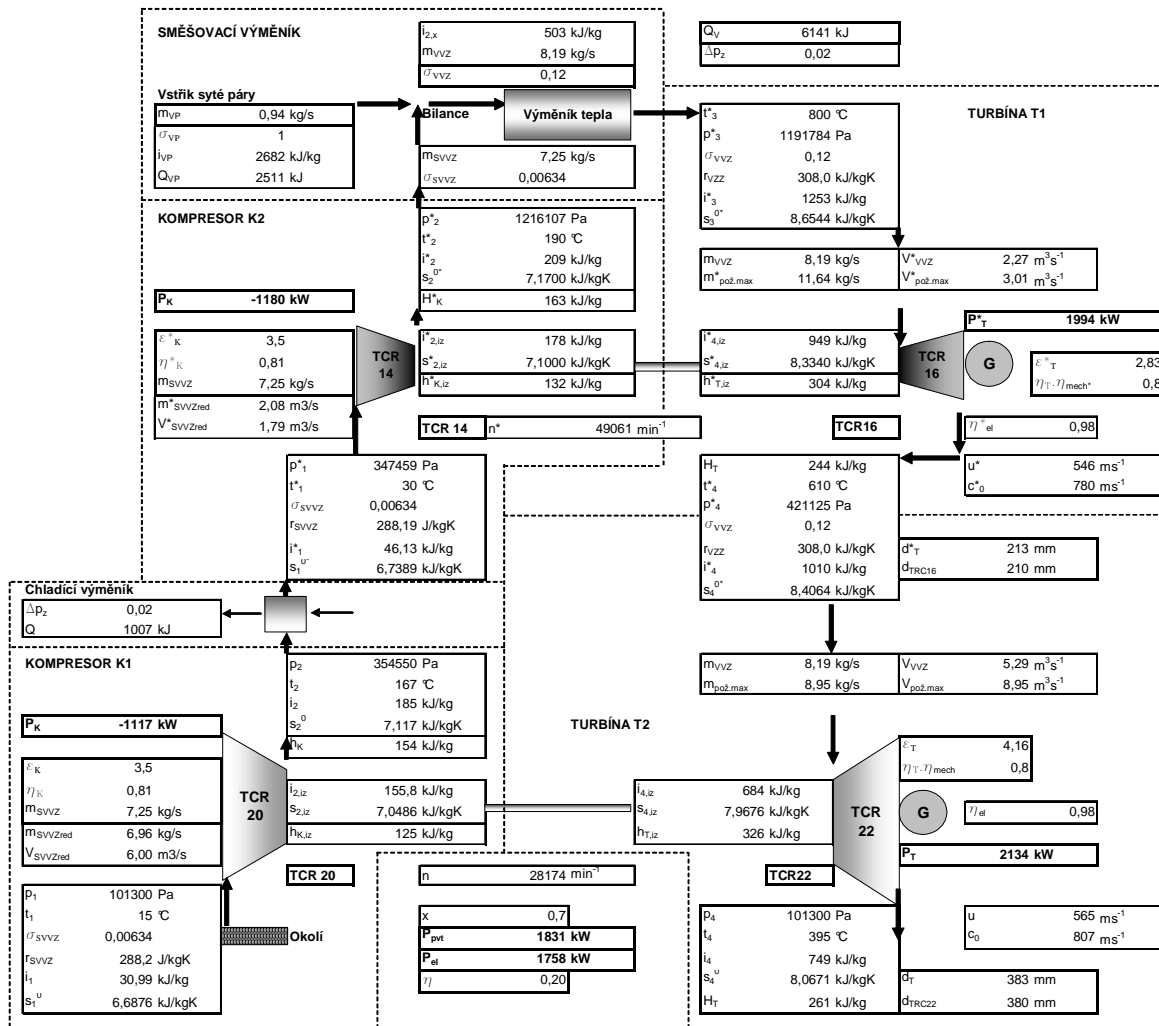 SMĚŠOVACÍ VÝMĚNÍK
i2,x 503 kJ/kg
mVVZ 8,19 kg/s
σVVZ 0,12
QV 6141 kJ
Δpz 0,02
Vstřik syté páry
mVP 0,94 kg/s
σVP 1
iVP 2682 kJ/kg
QVP 2511 kJ
Bilance
Výměník tepla
mSVVZ 7,25 kg/s
σSVVZ 0,00634
TURBÍNA T1
t*3 800 °C
p*3 1191784 Pa
σVVZ 0,12
rVZZ 308,0 kJ/kgK
i*3 1253 kJ/kg
s3^0* 8,6544 kJ/kgK
KOMPRESOR K2
p*2 1216107 Pa
t*2 190 °C
i*2 209 kJ/kg
s2^0* 7,1700 kJ/kgK
H*K 163 kJ/kg
mVVZ 8,19 kg/s V*VVZ 2,27 m³s⁻¹
m*pož.max 11,64 kg/s V*pož.max 3,01 m³s⁻¹
PK -1180 kW
ε*K 3,5
η*K 0,81
mSVVZ 7,25 kg/s
m*SVVZred 2,08 m3/s
V*SVVZred 1,79 m3/s
TCR
14
i*2,iz 178 kJ/kg
s*2,iz 7,1000 kJ/kgK
h*K,iz 132 kJ/kg
i*4,iz 949 kJ/kg
s*4,iz 8,3340 kJ/kgK
h*T,iz 304 kJ/kg
TCR
16
P*T 1994 kW
G
ε*T 2,83
ηT.ηmech* 0,8
TCR 14 n* 49061 min⁻¹
TCR16
η*el 0,98
p*1 347459 Pa
t*1 30 °C
σSVVZ 0,00634
rSVVZ 288,19 J/kgK
i*1 46,13 kJ/kg
s1^0* 6,7389 kJ/kgK
HT 244 kJ/kg
t*4 610 °C
p*4 421125 Pa
σVVZ 0,12
rVZZ 308,0 kJ/kgK
i*4 1010 kJ/kg
s4^0* 8,4064 kJ/kgK
u* 546 ms⁻¹
c*0 780 ms⁻¹
d*T 213 mm
dTRC16 210 mm
Chladící výměník
Δpz 0,02
Q 1007 kJ
KOMPRESOR K1
p2 354550 Pa
t2 167 °C
i2 185 kJ/kg
s2^0 7,117 kJ/kgK
hK 154 kJ/kg
mVVZ 8,19 kg/s VVVZ 5,29 m³s⁻¹
mpož.max 8,95 kg/s Vpož.max 8,95 m³s⁻¹
PK -1117 kW
TURBÍNA T2
εK 3,5
ηK 0,81
mSVVZ 7,25 kg/s
mSVVZred 6,96 kg/s
VSVVZred 6,00 m3/s
TCR
20
i2,iz 155,8 kJ/kg
s2,iz 7,0486 kJ/kgK
hK,iz 125 kJ/kg
i4,iz 684 kJ/kg
s4,iz 7,9676 kJ/kgK
hT,iz 326 kJ/kg
TCR
22
εT 4,16
ηT.ηmech 0,8
G
ηel 0,98
PT 2134 kW
TCR 20
n 28174 min⁻¹
TCR22
p1 101300 Pa
t1 15 °C
σSVVZ 0,00634
rSVVZ 288,2 J/kgK
i1 30,99 kJ/kg
s1^0 6,6876 kJ/kgK
Okolí
x 0,7
Ppvt 1831 kW
Pel 1758 kW
η 0,20
p4 101300 Pa
t4 395 °C
i4 749 kJ/kg
s4^0 8,0671 kJ/kgK
HT 261 kJ/kg
u 565 ms⁻¹
c0 807 ms⁻¹
dT 383 mm
dTRC22 380 mm